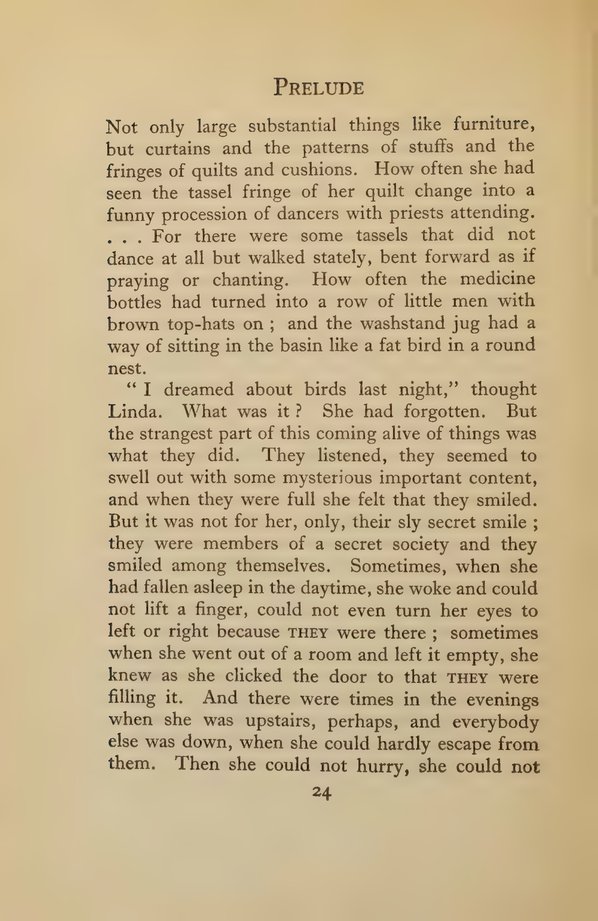 PRELUDE
Not only large substantial things like furniture,
but curtains and the patterns of stuffs and the
fringes of quilts and cushions. How often she had
seen the tassel fringe of her quilt change into a
funny procession of dancers with priests attending.
. . . For there were some tassels that did not
dance at all but walked stately, bent forward as if
praying or chanting. How often the medicine
bottles had turned into a row of little men with
brown top-hats on ; and the washstand jug had a
way of sitting in the basin like a fat bird in a round
nest.
“ I dreamed about birds last night,” thought
Linda. What was it ? She had forgotten. But
the strangest part of this coming alive of things was
what they did. They listened, they seemed to
swell out with some mysterious important content,
and when they were full she felt that they smiled.
But it was not for her, only, their sly secret smile ;
they were members of a secret society and they
smiled among themselves. Sometimes, when she
had fallen asleep in the daytime, she woke and could
not lift a finger, could not even turn her eyes to
left or right because THEY were there ; sometimes
when she went out of a room and left it empty, she
knew as she clicked the door to that THEY were
filling it. And there were times in the evenings
when she was upstairs, perhaps, and everybody
else was down, when she could hardly escape from
them. Then she could not hurry, she could not
24